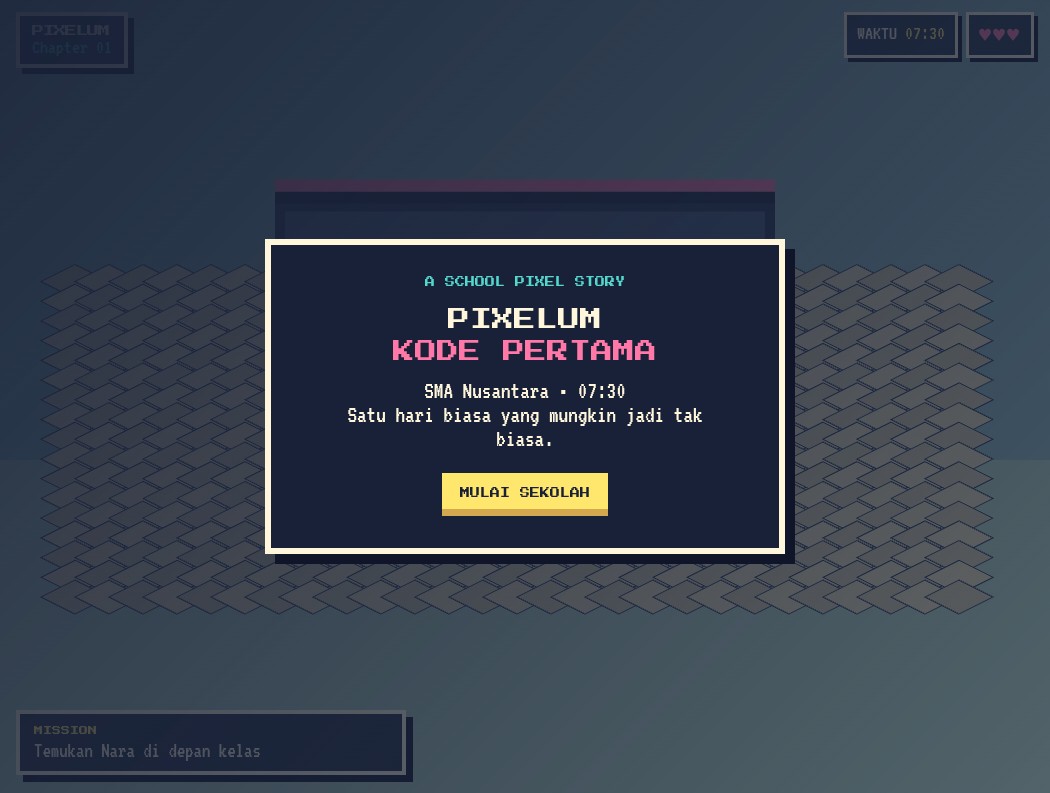 PIXELUM
Chapter 01
WAKTU 07:30
♥♥♥
A SCHOOL PIXEL STORY
PIXELUM
KODE PERTAMA
SMA Nusantara • 07:30
Satu hari biasa yang mungkin jadi tak
biasa.
MULAI SEKOLAH
MISSION
Temukan Nara di depan kelas